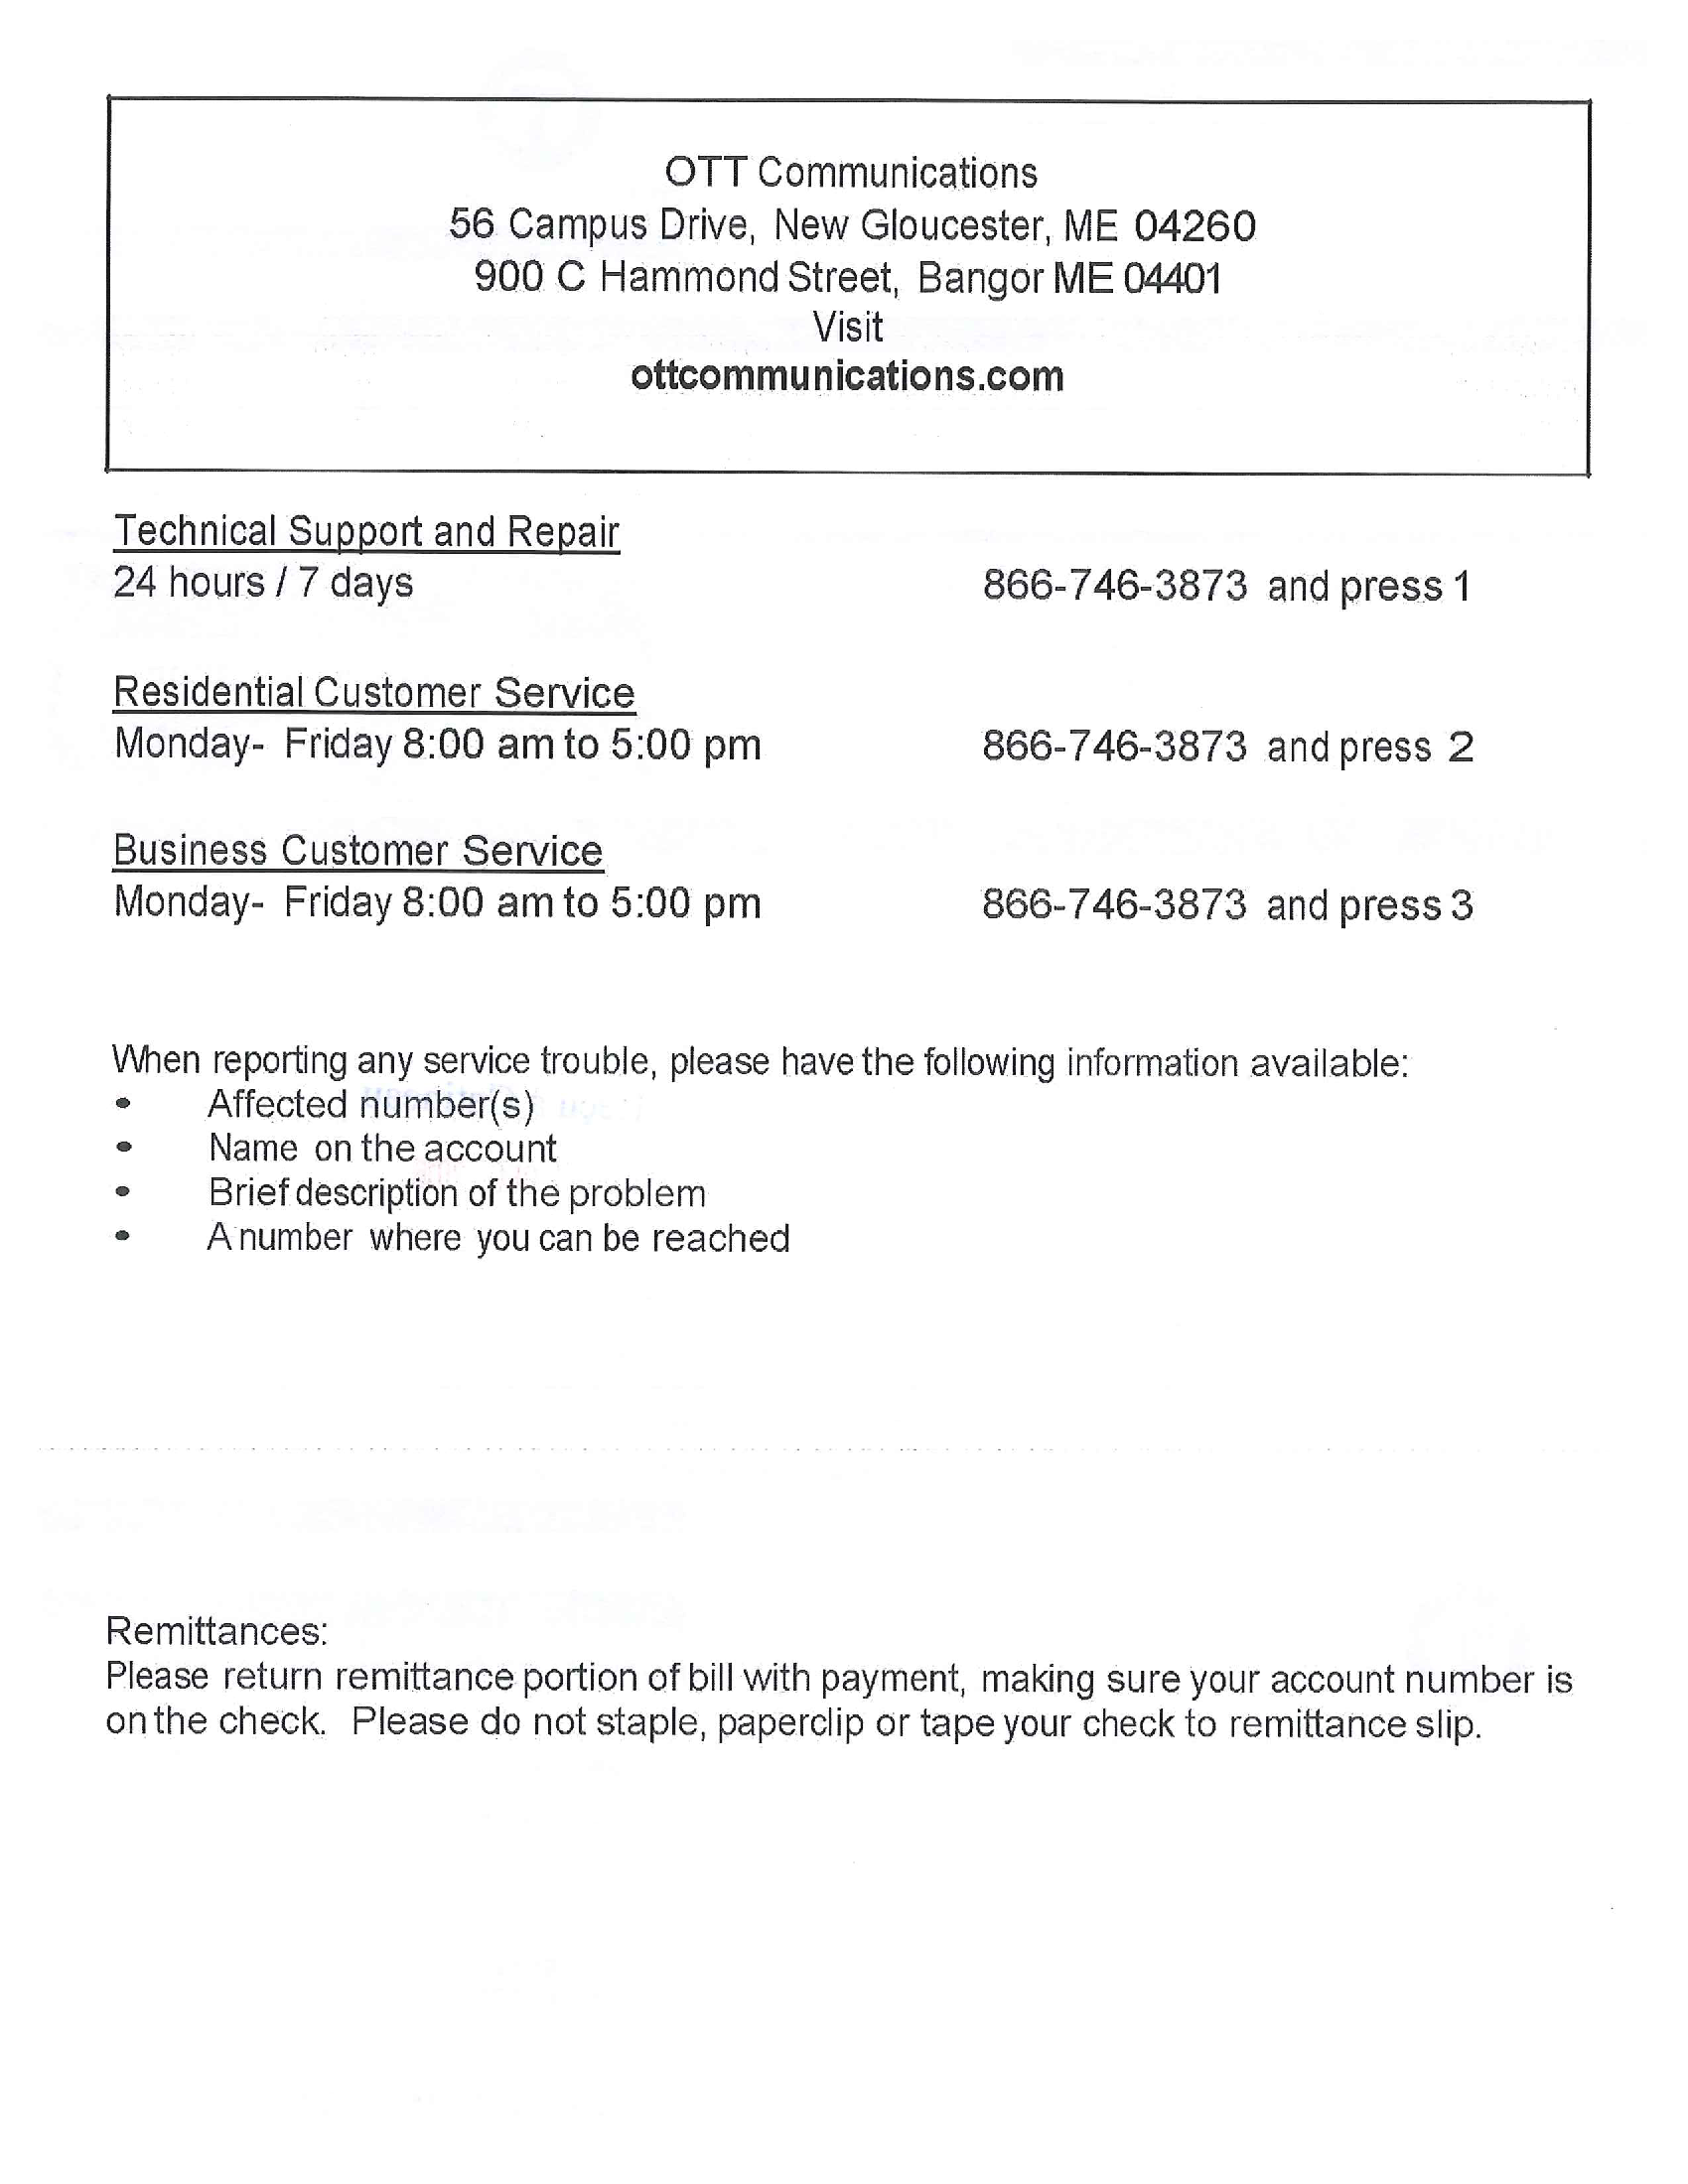 OTT Communications
56 Campus Drive, New Gloucester, ME 04260
900 C Hammond Street, Bangor ME 04401
Visit
ottcommunications.com
Technical Support and Repair
24 hours / 7 days 866-746-3873 and press 1
Residential Customer Service
Monday- Friday 8:00 am to 5:00 pm 866-746-3873 and press 2
Business Customer Service
Monday- Friday 8:00 am to 5:00 pm 866-746-3873 and press 3
When reporting any service trouble, please have the following information available:
• Affected number(s)
• Name on the account
• Brief description of the problem
• A number where you can be reached
Remittances:
Please return remittance portion of bill with payment, making sure your account number is
on the check. Please do not staple, paperclip or tape your check to remittance slip.